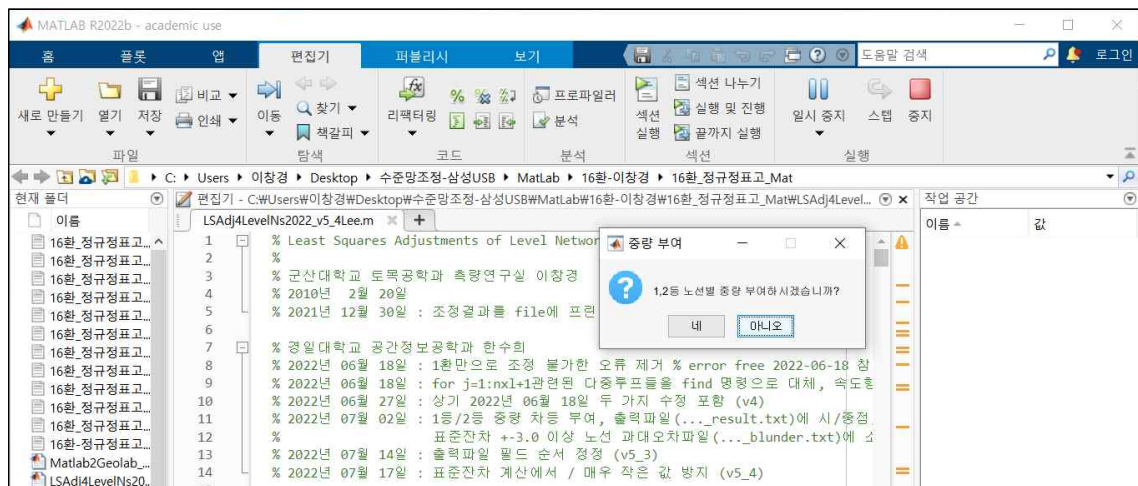 MATLAB R2022b - academic use
홈 플롯 앱 편집기 퍼블리시 보기 도움말 검색 로그인
새로 만들기 열기 저장 비교 인쇄 이동 찾기 책갈피 리팩터링 프로파일러 분석 섹션 실행 섹션 나누기 실행 및 진행 끝까지 실행 일시 중지 스텝 중지
파일 탐색 코드 분석 섹션 실행
C: Users 이창경 Desktop 수준망조정-삼성USB MatLab 16환-이창경 16환_정규정표고_Mat
현재 폴더
이름
16환_정규정표고...
16환_정규정표고...
16환_정규정표고...
16환_정규정표고...
16환_정규정표고...
16환_정규정표고...
16환_정규정표고...
16환_정규정표고...
16환_정규정표고...
16환_정규정표고...
16환-정규정표고...
Matlab2Geolab_...
LSAdj4LevelNs20...
편집기 - C:₩Users₩이창경₩Desktop₩수준망조정-삼성USB₩MatLab₩16환-이창경₩16환_정규정표고_Mat₩LSAdj4Level...
LSAdj4LevelNs2022_v5_4Lee.m
1 % Least Squares Adjustments of Level Networ
2 %
3 % 군산대학교 토목공학과 측량연구실 이창경
4 % 2010년 2월 20일
5 % 2021년 12월 30일 : 조정결과를 file에 프린
6
7 % 경일대학교 공간정보공학과 한수희
8 % 2022년 06월 18일 : 1환만으로 조정 불가한 오류 제거 % error free 2022-06-18 참
9 % 2022년 06월 18일 : for j=1:nxl+1관련된 다중루프들을 find 명령으로 대체, 속도향
10 % 2022년 06월 27일 : 상기 2022년 06월 18일 두 가지 수정 포함 (v4)
11 % 2022년 07월 02일 : 1등/2등 중량 차등 부여, 출력파일(..._result.txt)에 시/종점
12 % 표준잔차 +-3.0 이상 노선 과대오차파일(..._blunder.txt)에 소
13 % 2022년 07월 14일 : 출력파일 필드 순서 정정 (v5_3)
14 % 2022년 07월 17일 : 표준잔차 계산에서 / 매우 작은 값 방지 (v5_4)
중량 부여
1,2등 노선별 중량 부여하시겠습니까?
네 아니오
작업 공간
이름 값